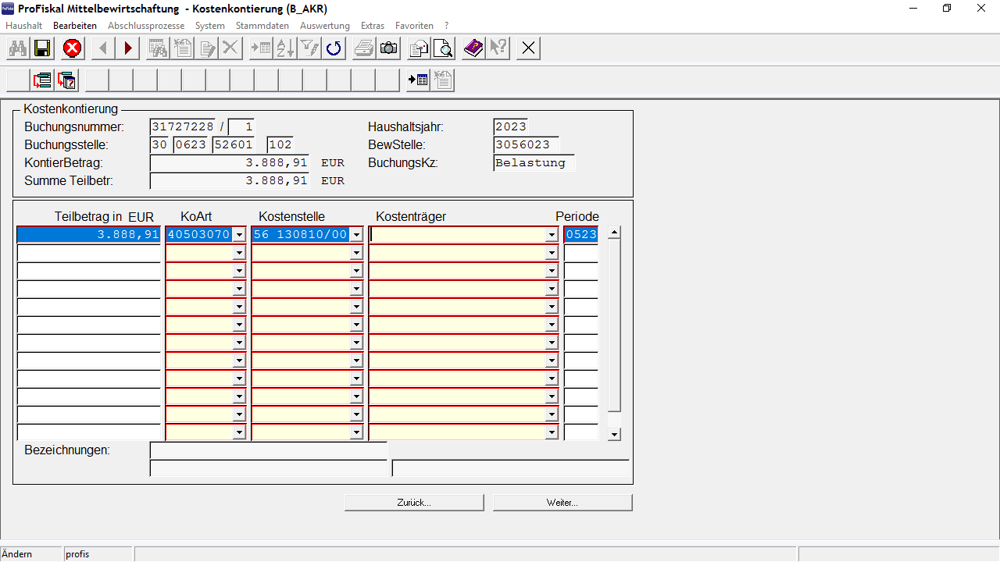 ProFiskal Mittelbewirtschaftung - Kostenkontierung (B_AKR)
Haushalt Bearbeiten Abschlussprozesse System Stammdaten Auswertung Extras Favoriten ?
Kostenkontierung
Buchungsnummer: 31727228 / 1 Haushaltsjahr: 2023
Buchungsstelle: 30 0623 52601 102 BewStelle: 3056023
KontierBetrag: 3.888,91 EUR BuchungsKz: Belastung
Summe Teilbetr: 3.888,91 EUR
Teilbetrag in EUR KoArt Kostenstelle Kostenträger Periode
3.888,91 40503070 56 130810/00 0523
Bezeichnungen:
Zurück... Weiter...
Ändern profis